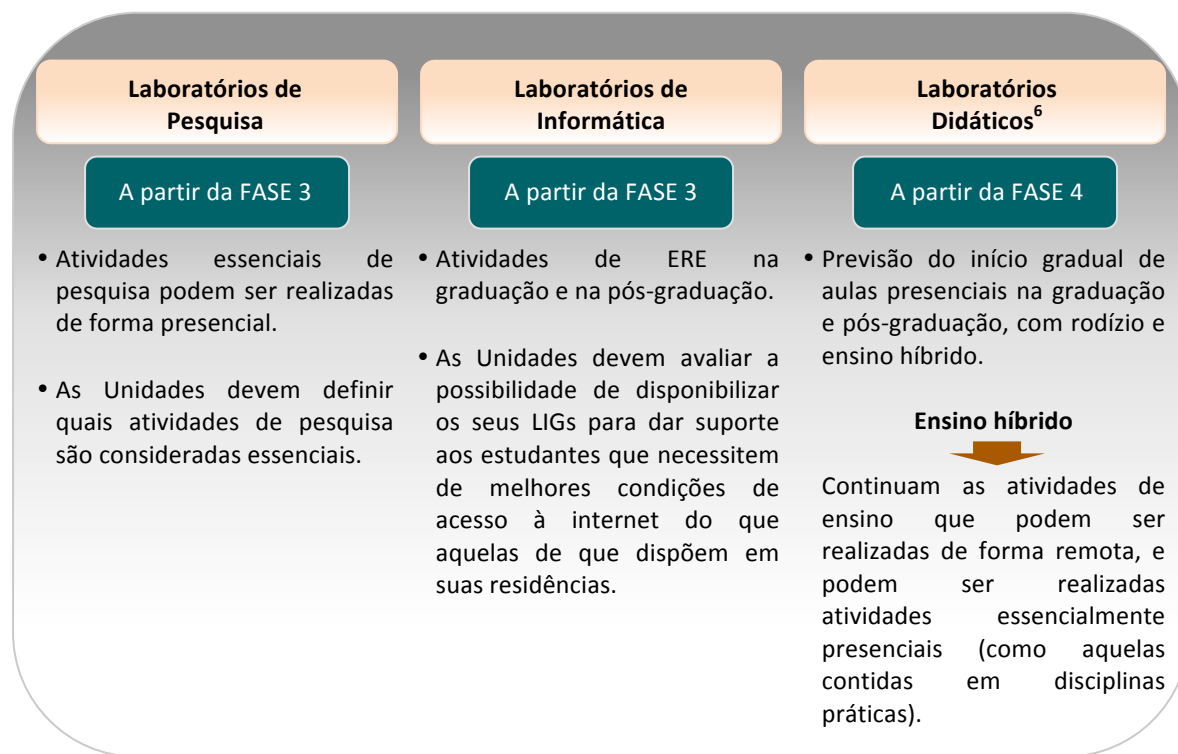 Laboratórios de
Pesquisa
A partir da FASE 3
• Atividades essenciais de
pesquisa podem ser realizadas
de forma presencial.
• As Unidades devem definir
quais atividades de pesquisa
são consideradas essenciais.
Laboratórios de
Informática
A partir da FASE 3
• Atividades de ERE na
graduação e na pós-graduação.
• As Unidades devem avaliar a
possibilidade de disponibilizar
os seus LIGs para dar suporte
aos estudantes que necessitem
de melhores condições de
acesso à internet do que
aquelas de que dispõem em
suas residências.
Laboratórios
Didáticos⁶
A partir da FASE 4
• Previsão do início gradual de
aulas presenciais na graduação
e pós-graduação, com rodízio e
ensino híbrido.
Ensino híbrido
Continuam as atividades de
ensino que podem ser
realizadas de forma remota, e
podem ser realizadas
atividades essencialmente
presenciais (como aquelas
contidas em disciplinas
práticas).